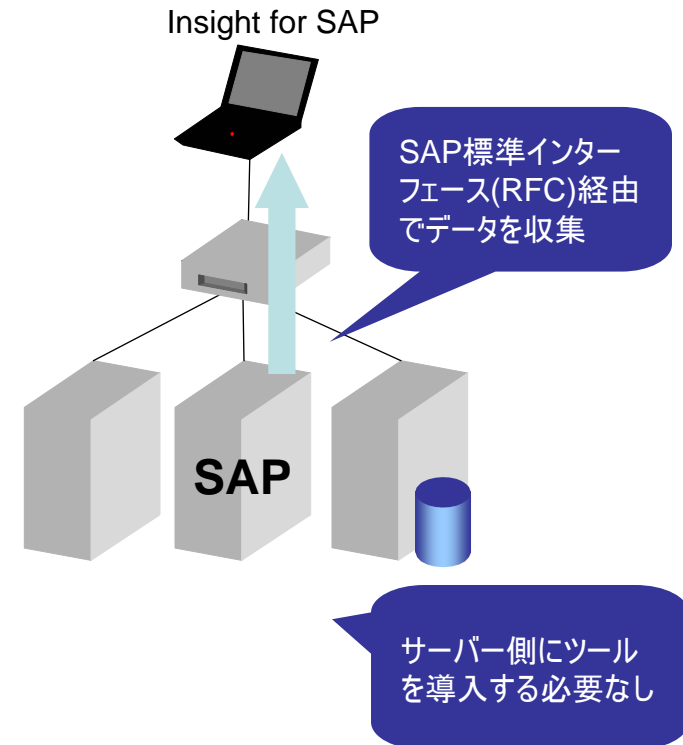 Insight for SAP
SAP標準インター
フェース(RFC)経由
でデータを収集
SAP
サーバー側にツール
を導入する必要なし